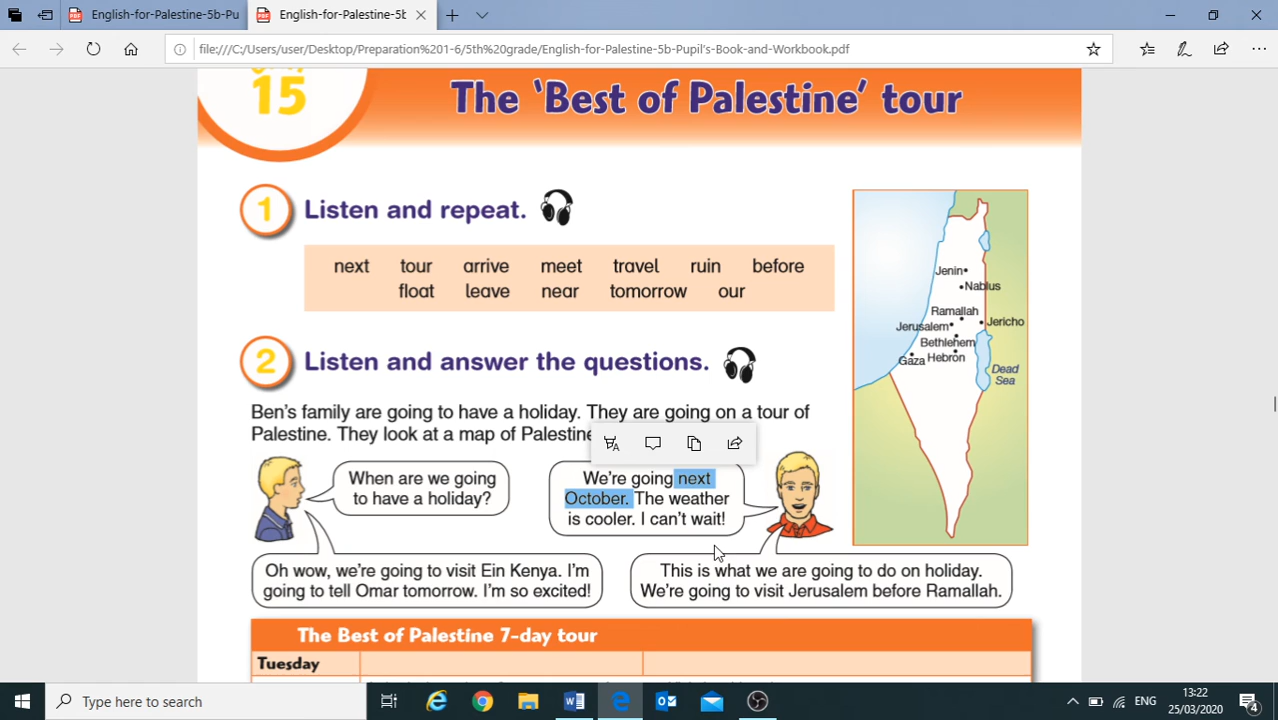 English-for-Palestine-5b-Pu
English-for-Palestine-5b
file:///C:/Users/user/Desktop/Preparation%201-6/5th%20grade/English-for-Palestine-5b-Pupil's-Book-and-Workbook.pdf
15
The 'Best of Palestine' tour
1 Listen and repeat.
next tour arrive meet travel ruin before
float leave near tomorrow our
Jenin
Nablus
Ramallah
Jerusalem
Jericho
Bethlehem
Gaza Hebron
Dead
Sea
2 Listen and answer the questions.
Ben's family are going to have a holiday. They are going on a tour of
Palestine. They look at a map of Palestine
When are we going
to have a holiday?
We're going next
October. The weather
is cooler. I can't wait!
Oh wow, we're going to visit Ein Kenya. I'm
going to tell Omar tomorrow. I'm so excited!
This is what we are going to do on holiday.
We're going to visit Jerusalem before Ramallah.
The Best of Palestine 7-day tour
Tuesday
Type here to search
ENG
13:22
25/03/2020
4